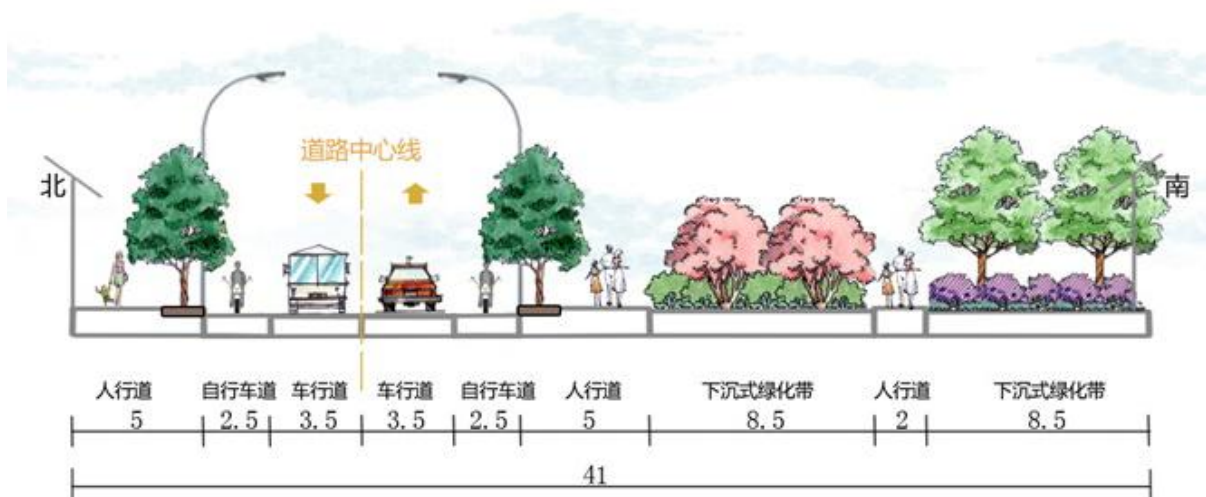 道路中心线
北
南
人行道 自行车道 车行道 车行道 自行车道 人行道 下沉式绿化带 人行道 下沉式绿化带
5 2.5 3.5 3.5 2.5 5 8.5 2 8.5
41